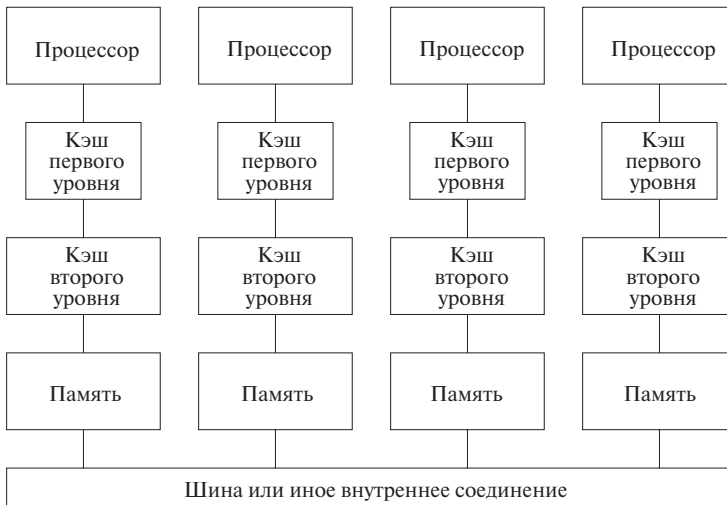 Процессор Процессор Процессор Процессор
Кэш Кэш Кэш Кэш
первого первого первого первого
уровня уровня уровня уровня
Кэш Кэш Кэш Кэш
второго второго второго второго
уровня уровня уровня уровня
Память Память Память Память
Шина или иное внутреннее соединение